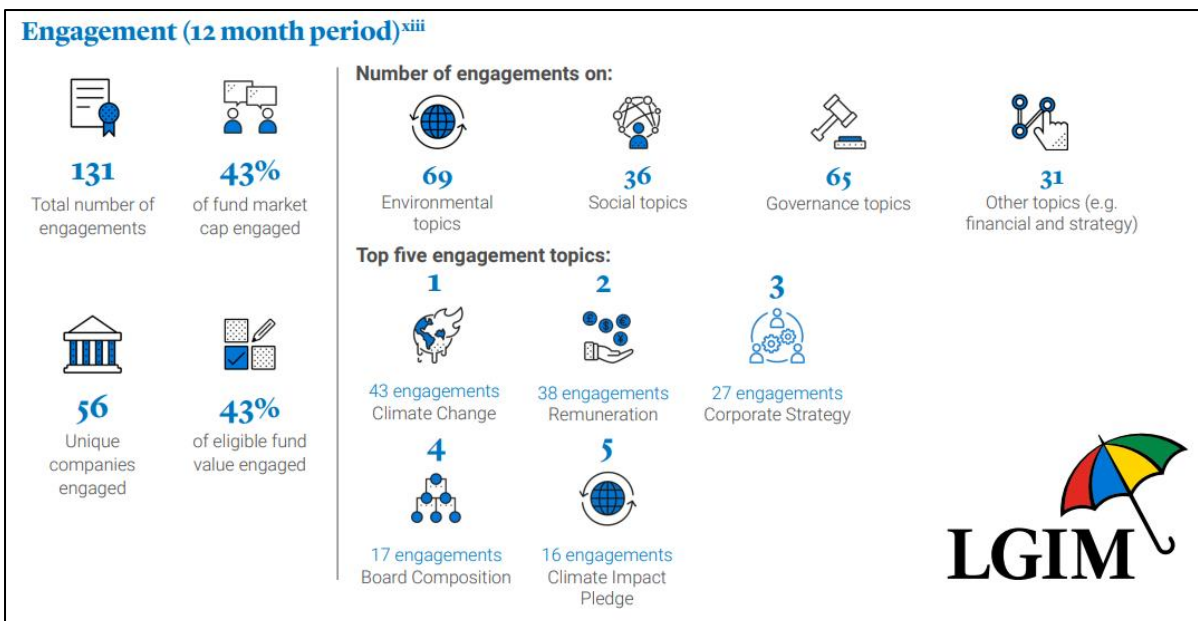 Engagement (12 month period)xiii
131
Total number of
engagements
43%
of fund market
cap engaged
56
Unique
companies
engaged
43%
of eligible fund
value engaged
Number of engagements on:
69
Environmental
topics
36
Social topics
65
Governance topics
31
Other topics (e.g.
financial and strategy)
Top five engagement topics:
1
43 engagements
Climate Change
2
£ $ € $
38 engagements
Remuneration
3
27 engagements
Corporate Strategy
4
17 engagements
Board Composition
5
16 engagements
Climate Impact
Pledge
LGIM